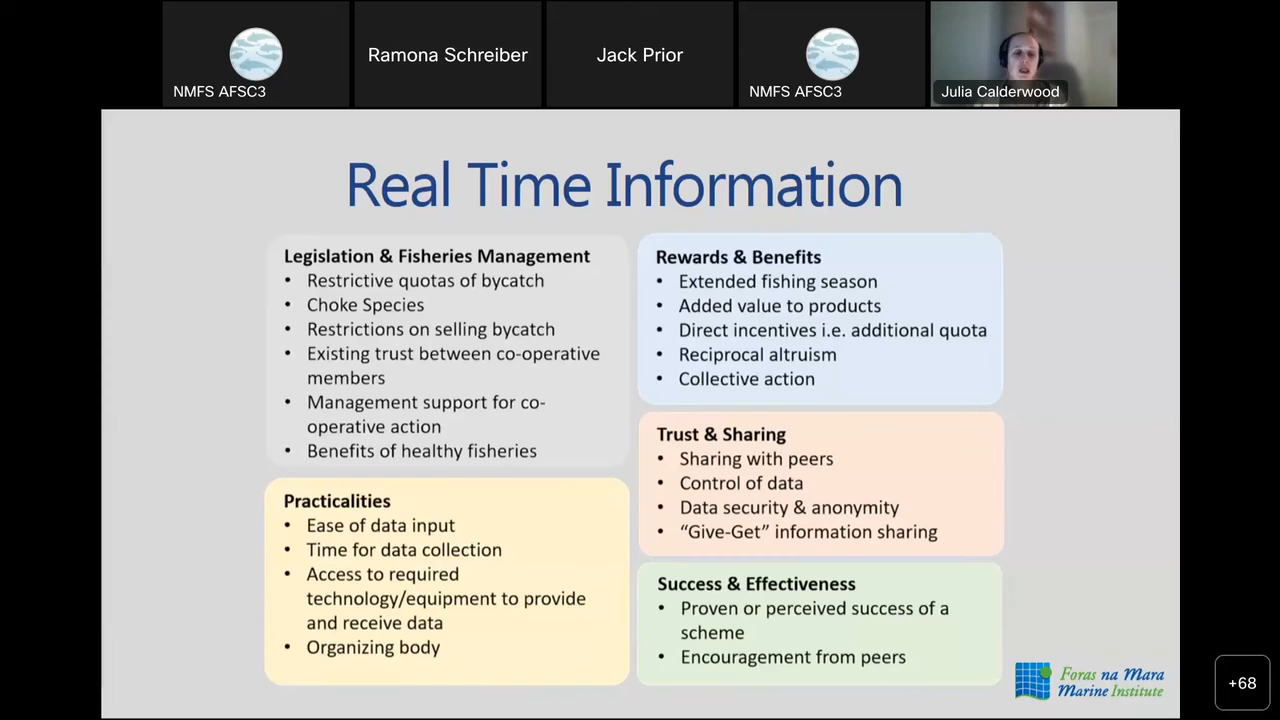 NMFS AFSC3
Ramona Schreiber
Jack Prior
NMFS AFSC3
Julia Calderwood
Real Time Information
Legislation & Fisheries Management
• Restrictive quotas of bycatch
• Choke Species
• Restrictions on selling bycatch
• Existing trust between co-operative
members
• Management support for co-
operative action
• Benefits of healthy fisheries
Practicalities
• Ease of data input
• Time for data collection
• Access to required
technology/equipment to provide
and receive data
• Organizing body
Rewards & Benefits
• Extended fishing season
• Added value to products
• Direct incentives i.e. additional quota
• Reciprocal altruism
• Collective action
Trust & Sharing
• Sharing with peers
• Control of data
• Data security & anonymity
• “Give-Get” information sharing
Success & Effectiveness
• Proven or perceived success of a
scheme
• Encouragement from peers
Foras na Mara
Marine Institute
+68